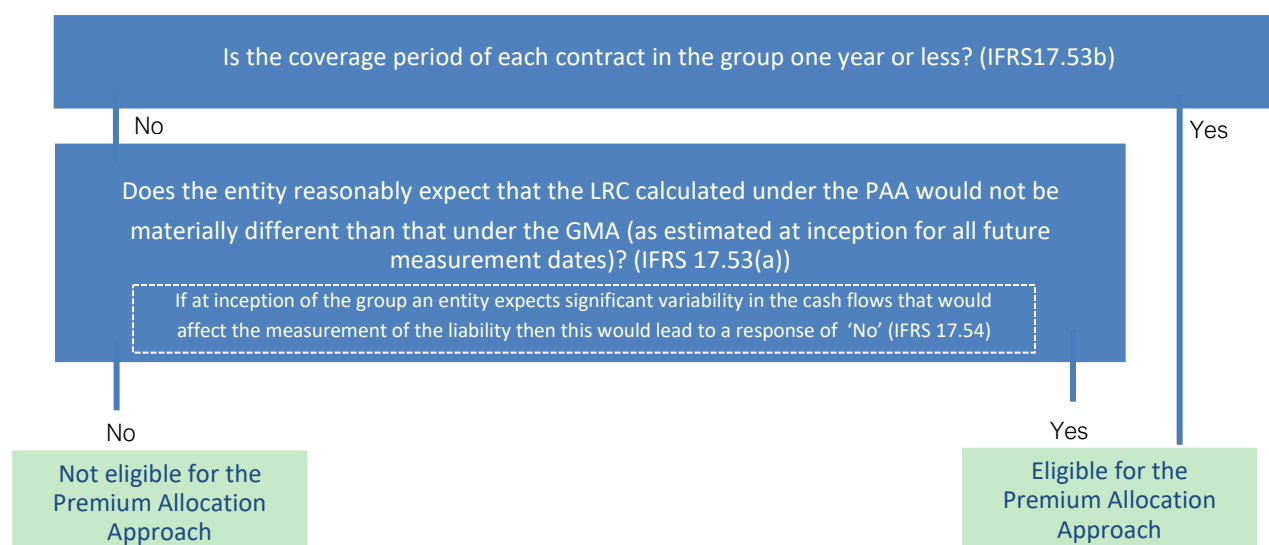 Is the coverage period of each contract in the group one year or less? (IFRS17.53b)
No
Yes
Does the entity reasonably expect that the LRC calculated under the PAA would not be
materially different than that under the GMA (as estimated at inception for all future
measurement dates)? (IFRS 17.53(a))
If at inception of the group an entity expects significant variability in the cash flows that would
affect the measurement of the liability then this would lead to a response of ‘No’ (IFRS 17.54)
No
Yes
Not eligible for the
Premium Allocation
Approach
Eligible for the
Premium Allocation
Approach